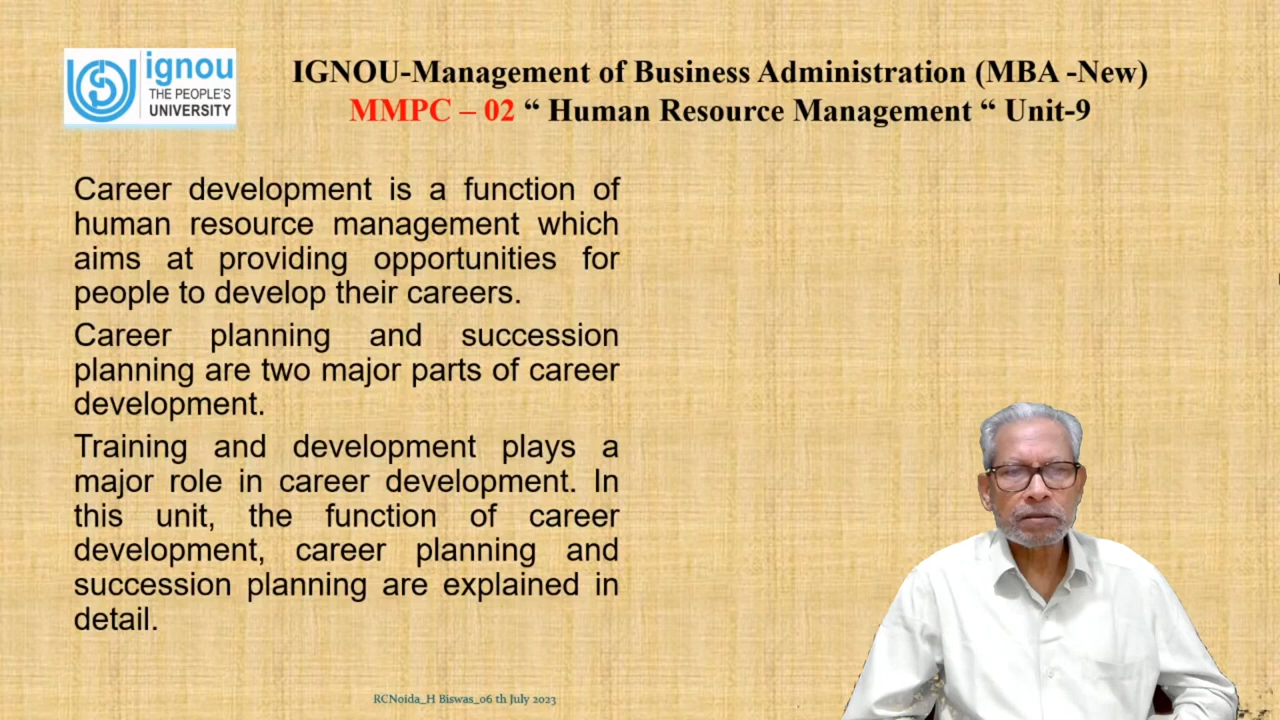 ignou
THE PEOPLE'S
UNIVERSITY
IGNOU-Management of Business Administration (MBA -New)
MMPC – 02 “ Human Resource Management “ Unit-9
Career development is a function of
human resource management which
aims at providing opportunities for
people to develop their careers.
Career planning and succession
planning are two major parts of career
development.
Training and development plays a
major role in career development. In
this unit, the function of career
development, career planning and
succession planning are explained in
detail.
RCNoida_H Biswas_06 th July 2023